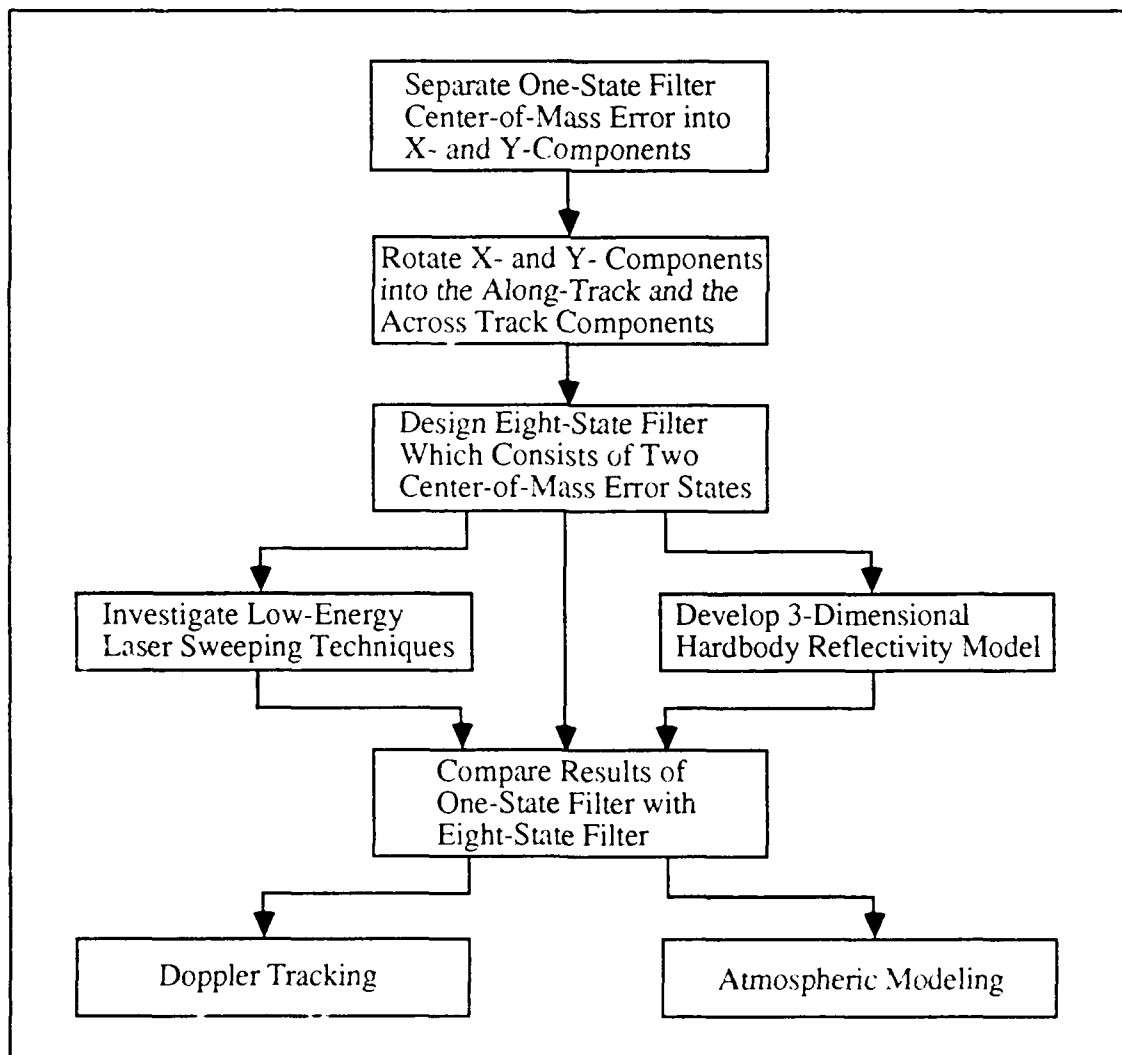 Separate One-State Filter
Center-of-Mass Error into
X- and Y-Components
Rotate X- and Y- Components
into the Along-Track and the
Across Track Components
Design Eight-State Filter
Which Consists of Two
Center-of-Mass Error States
Investigate Low-Energy
Laser Sweeping Techniques
Develop 3-Dimensional
Hardbody Reflectivity Model
Compare Results of
One-State Filter with
Eight-State Filter
Doppler Tracking
Atmospheric Modeling